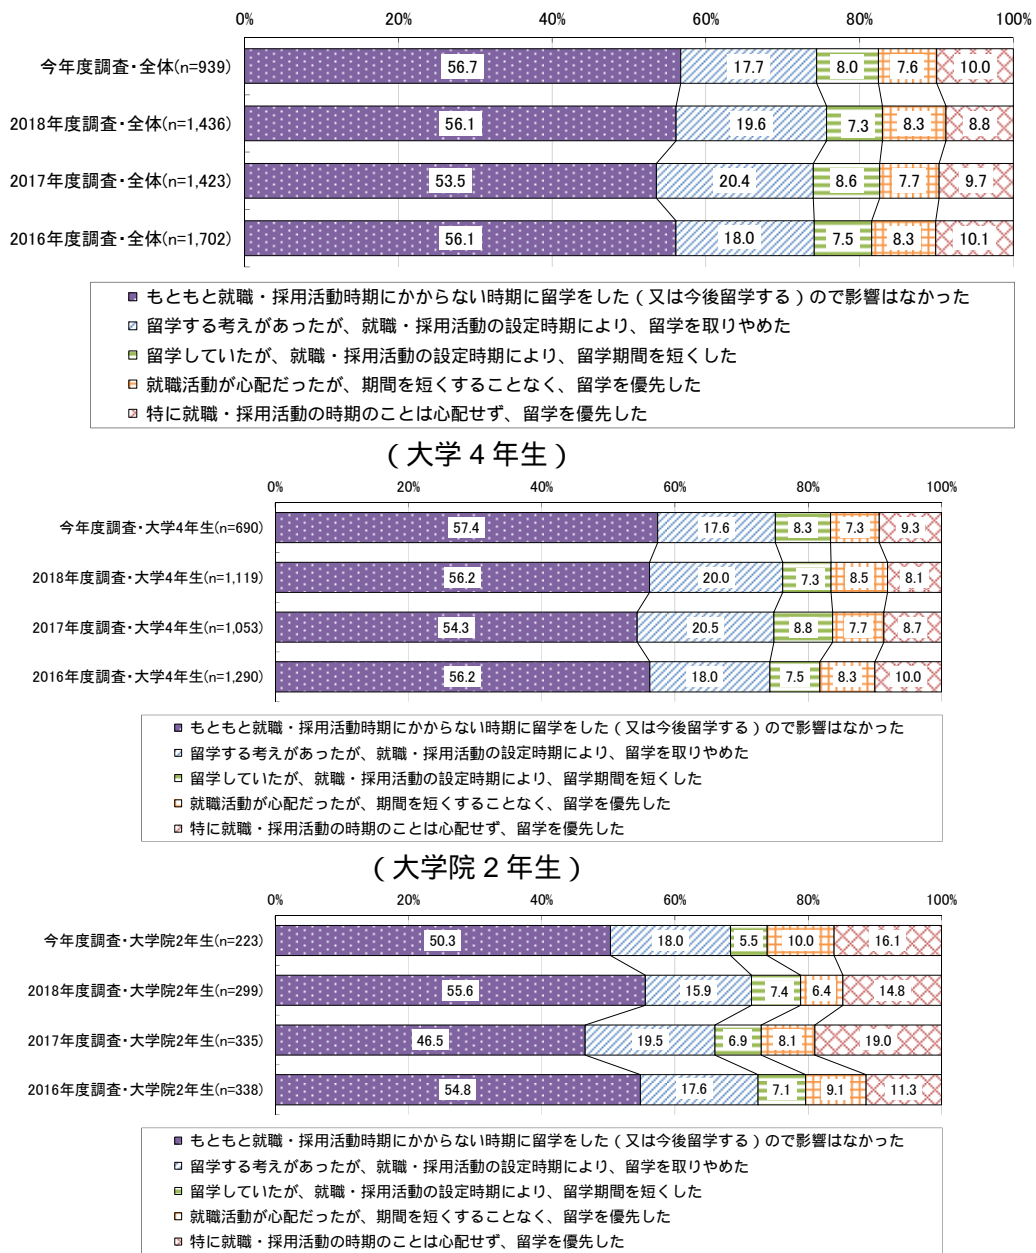 0% 20% 40% 60% 80% 100%
今年度調査・全体(n=939) 56.7 17.7 8.0 7.6 10.0
2018年度調査・全体(n=1,436) 56.1 19.6 7.3 8.3 8.8
2017年度調査・全体(n=1,423) 53.5 20.4 8.6 7.7 9.7
2016年度調査・全体(n=1,702) 56.1 18.0 7.5 8.3 10.1
もともと就職・採用活動時期にかからない時期に留学をした(又は今後留学する)ので影響はなかった
留学する考えがあったが、就職・採用活動の設定時期により、留学を取りやめた
留学していたが、就職・採用活動の設定時期により、留学期間を短くした
就職活動が心配だったが、期間を短くすることなく、留学を優先した
特に就職・採用活動の時期のことは心配せず、留学を優先した
(大学4年生)
0% 20% 40% 60% 80% 100%
今年度調査・大学4年生(n=690) 57.4 17.6 8.3 7.3 9.3
2018年度調査・大学4年生(n=1,119) 56.2 20.0 7.3 8.5 8.1
2017年度調査・大学4年生(n=1,053) 54.3 20.5 8.8 7.7 8.7
2016年度調査・大学4年生(n=1,290) 56.2 18.0 7.5 8.3 10.0
もともと就職・採用活動時期にかからない時期に留学をした(又は今後留学する)ので影響はなかった
留学する考えがあったが、就職・採用活動の設定時期により、留学を取りやめた
留学していたが、就職・採用活動の設定時期により、留学期間を短くした
就職活動が心配だったが、期間を短くすることなく、留学を優先した
特に就職・採用活動の時期のことは心配せず、留学を優先した
(大学院2年生)
0% 20% 40% 60% 80% 100%
今年度調査・大学院2年生(n=223) 50.3 18.0 5.5 10.0 16.1
2018年度調査・大学院2年生(n=299) 55.6 15.9 7.4 6.4 14.8
2017年度調査・大学院2年生(n=335) 46.5 19.5 6.9 8.1 19.0
2016年度調査・大学院2年生(n=338) 54.8 17.6 7.1 9.1 11.3
もともと就職・採用活動時期にかからない時期に留学をした(又は今後留学する)ので影響はなかった
留学する考えがあったが、就職・採用活動の設定時期により、留学を取りやめた
留学していたが、就職・採用活動の設定時期により、留学期間を短くした
就職活動が心配だったが、期間を短くすることなく、留学を優先した
特に就職・採用活動の時期のことは心配せず、留学を優先した